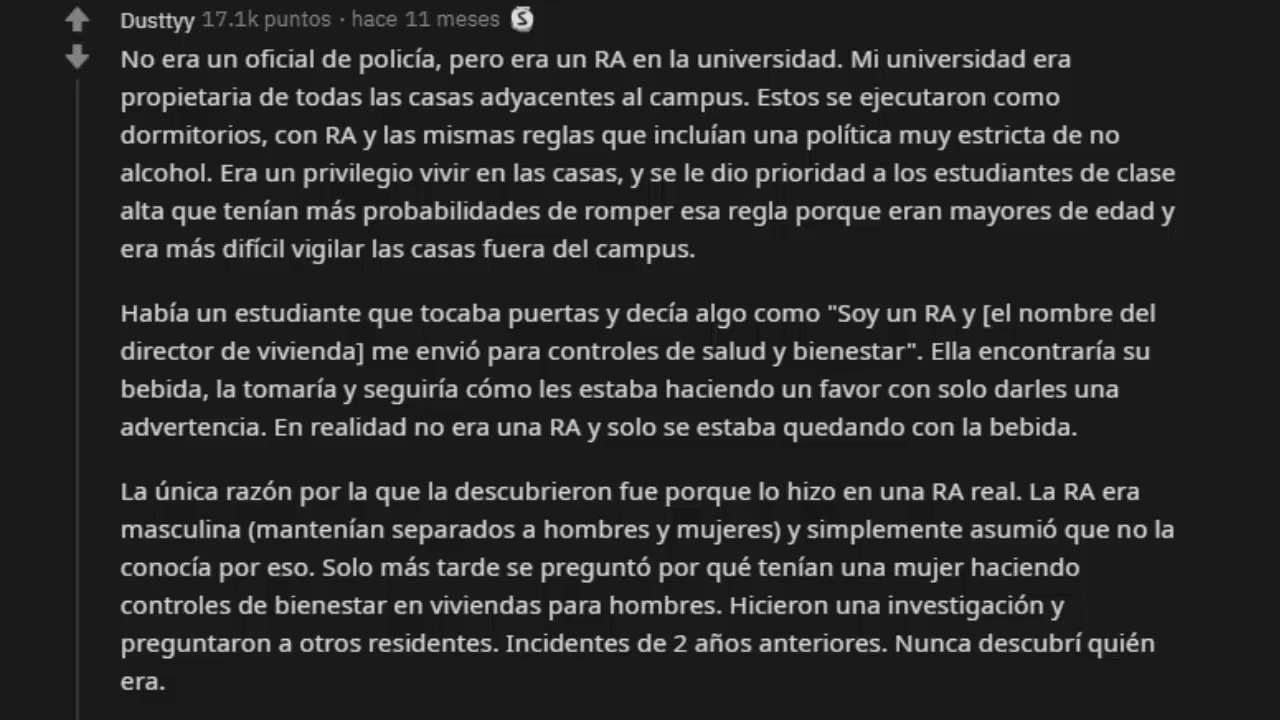 Dusttyy 17.1k puntos · hace 11 meses S
No era un oficial de policía, pero era un RA en la universidad. Mi universidad era
propietaria de todas las casas adyacentes al campus. Estos se ejecutaron como
dormitorios, con RA y las mismas reglas que incluían una política muy estricta de no
alcohol. Era un privilegio vivir en las casas, y se le dio prioridad a los estudiantes de clase
alta que tenían más probabilidades de romper esa regla porque eran mayores de edad y
era más difícil vigilar las casas fuera del campus.
Había un estudiante que tocaba puertas y decía algo como "Soy un RA y [el nombre del
director de vivienda] me envió para controles de salud y bienestar". Ella encontraría su
bebida, la tomaría y seguiría cómo les estaba haciendo un favor con solo darles una
advertencia. En realidad no era una RA y solo se estaba quedando con la bebida.
La única razón por la que la descubrieron fue porque lo hizo en una RA real. La RA era
masculina (mantenían separados a hombres y mujeres) y simplemente asumió que no la
conocía por eso. Solo más tarde se preguntó por qué tenían una mujer haciendo
controles de bienestar en viviendas para hombres. Hicieron una investigación y
preguntaron a otros residentes. Incidentes de 2 años anteriores. Nunca descubrí quién
era.